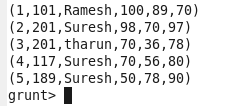 (1,101,Ramesh,100,89,70)
(2,201,Suresh,98,70,97)
(3,201,tharun,70,36,78)
(4,117,Suresh,70,56,80)
(5,189,Suresh,50,78,90)
grunt>